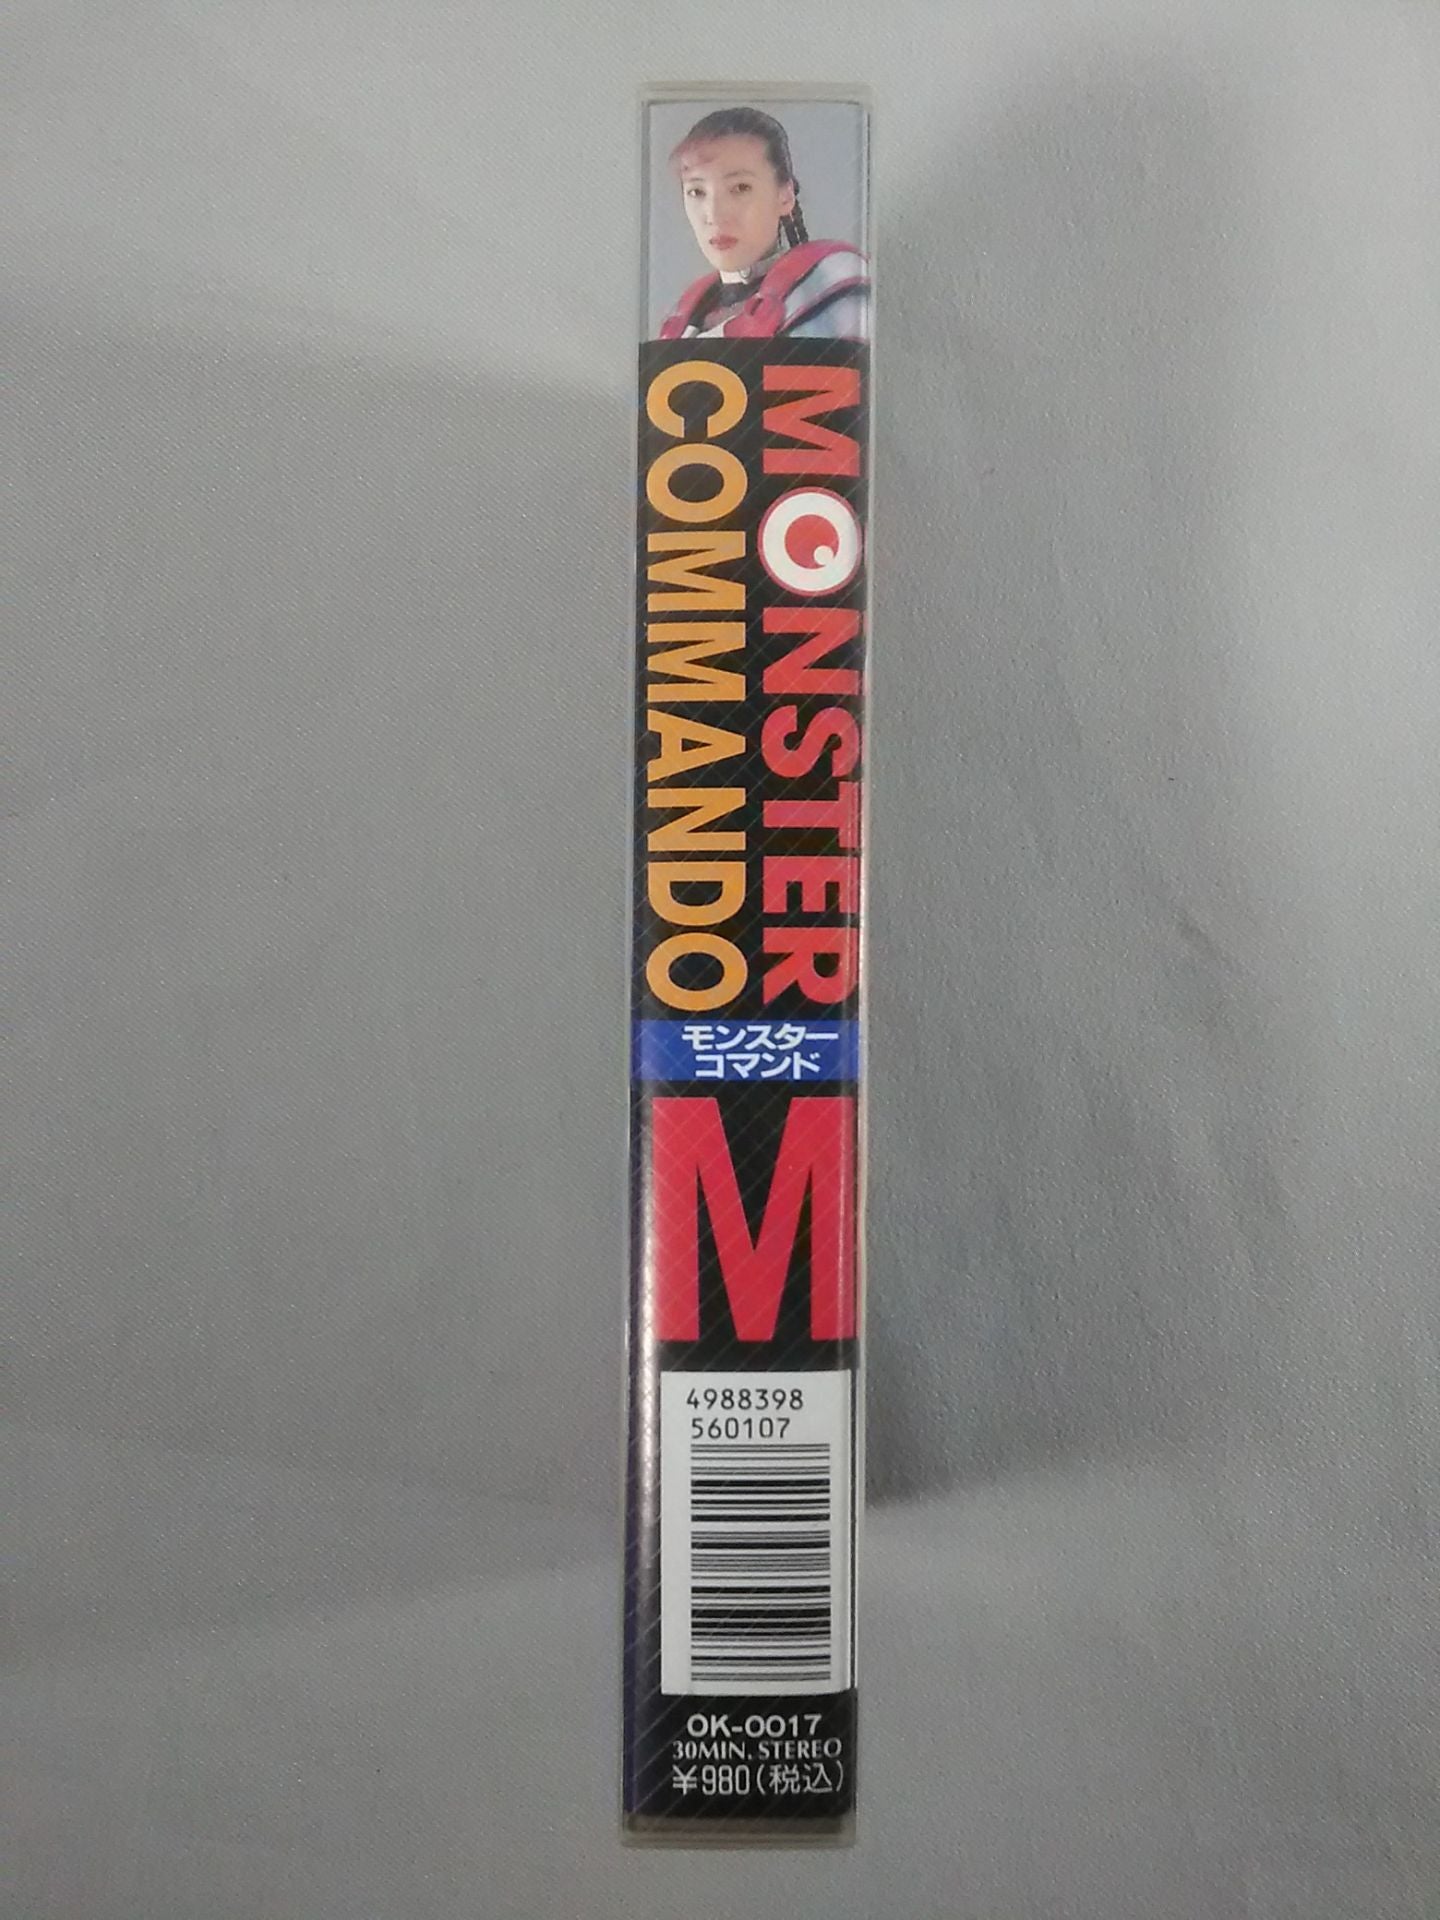 MONSTER
COMMANDO
モンスター
コマンド
M
4988398
560107
OK-0017
30MIN. STEREO
¥980(税込)